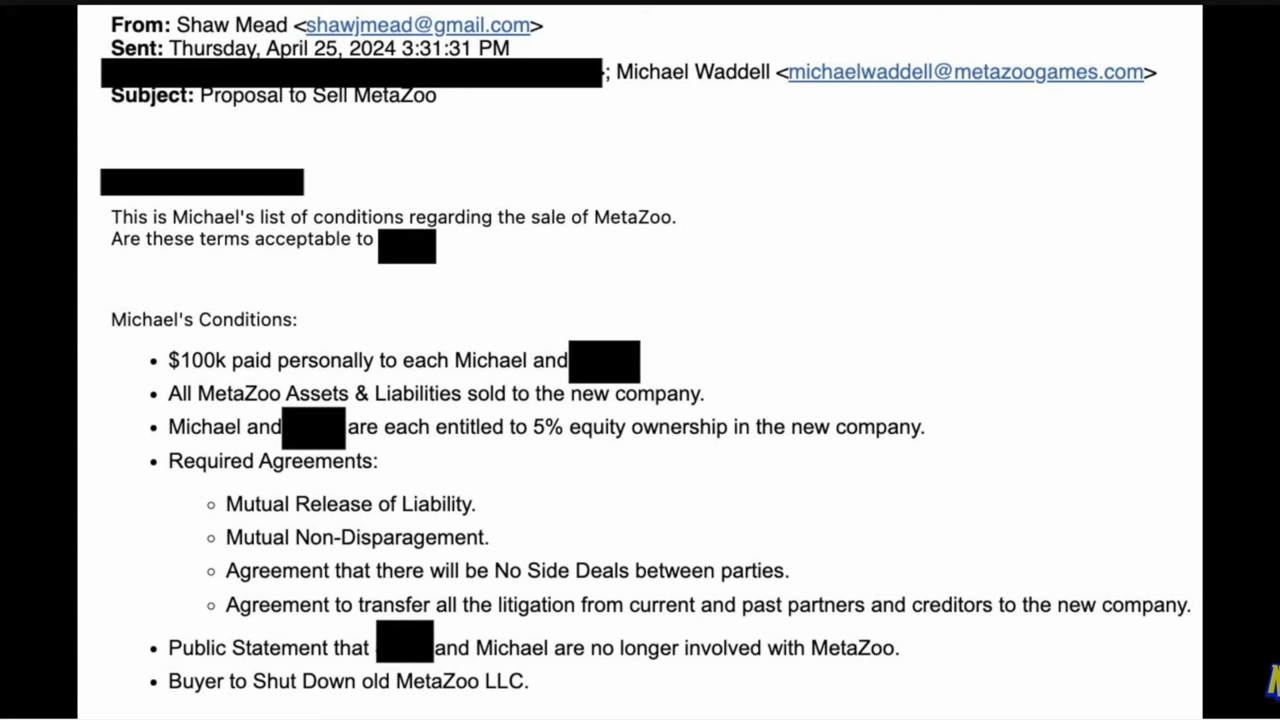 From: Shaw Mead <shawjmead@gmail.com>
Sent: Thursday, April 25, 2024 3:31:31 PM
; Michael Waddell <michaelwaddell@metazoogames.com>
Subject: Proposal to Sell MetaZoo
This is Michael's list of conditions regarding the sale of MetaZoo.
Are these terms acceptable to
Michael's Conditions:
• $100k paid personally to each Michael and
• All MetaZoo Assets & Liabilities sold to the new company.
• Michael and are each entitled to 5% equity ownership in the new company.
• Required Agreements:
◦ Mutual Release of Liability.
◦ Mutual Non-Disparagement.
◦ Agreement that there will be No Side Deals between parties.
◦ Agreement to transfer all the litigation from current and past partners and creditors to the new company.
• Public Statement that and Michael are no longer involved with MetaZoo.
• Buyer to Shut Down old MetaZoo LLC.